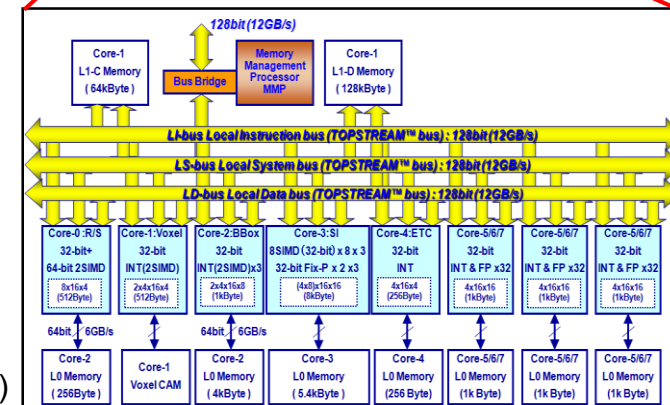 128bit (12GB/s)
Core-1
L1-C Memory
( 64kByte )
Bus Bridge
Memory
Management
Processor
MMP
Core-1
L1-D Memory
( 128kByte )
LI-bus Local Instruction bus (TOPSTREAM™ bus) : 128bit (12GB/s)
LS-bus Local System bus (TOPSTREAM™ bus) : 128bit (12GB/s)
LD-bus Local Data bus (TOPSTREAM™ bus) : 128bit (12GB/s)
Core-0 :R/S
32-bit+
64-bit 2SIMD
8x16x4
(512Byte)
Core-1:Voxel
32-bit
INT(2SIMD)
2x4x16x4
(512Byte)
Core-2:BBox
32-bit
INT(2SIMD)x3
2x4x16x8
(1kByte)
Core-3:SI
8SIMD (32-bit) x 8 x 3
32-bit Fix-P x 2 x3
(4x8)x16x16
(8kByte)
Core-4:ETC
32-bit
INT
4x16x4
(256Byte)
Core-5/6/7
32-bit
INT & FP x32
4x16x16
(1kByte)
Core-5/6/7
32-bit
INT & FP x32
4x16x16
(1kByte)
Core-5/6/7
32-bit
INT & FP x32
4x16x16
(1kByte)
64bit 6GB/s
64bit 6GB/s
)
Core-2
L0 Memory
( 256Byte )
Core-1
Voxel CAM
Core-2
L0 Memory
( 4kByte )
Core-3
L0 Memory
( 5.4kByte )
Core-4
L0 Memory
(256 Byte)
Core-5/6/7
L0 Memory
(1k Byte)
Core-5/6/7
L0 Memory
(1k Byte)
Core-5/6/7
L0 Memory
(1k Byte)